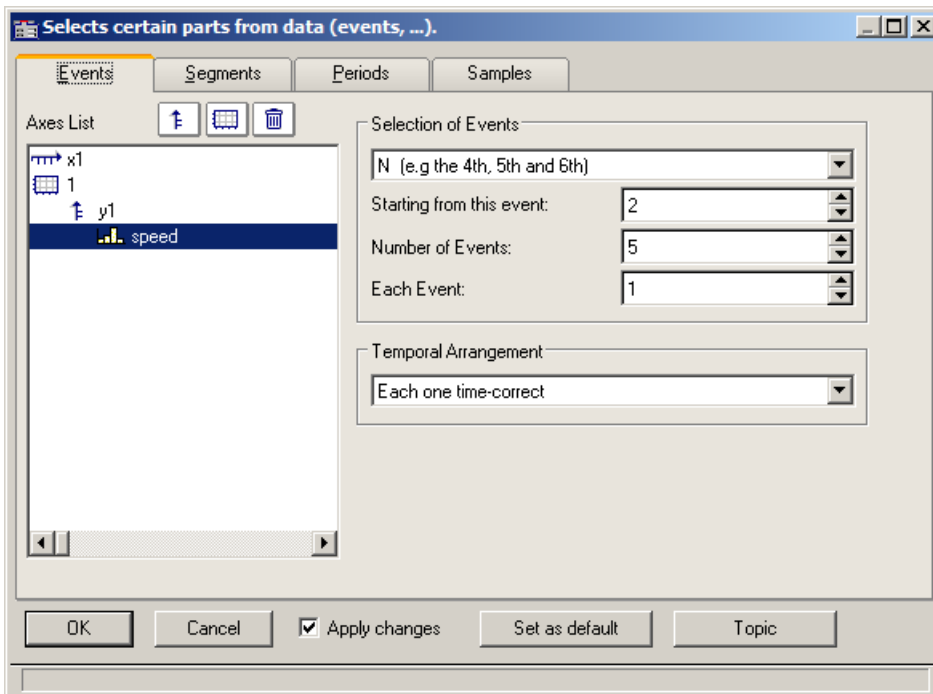 Selects certain parts from data (events, ...).
Events Segments Periods Samples
Axes List
x1
1
y1
speed
Selection of Events
N (e.g the 4th, 5th and 6th)
Starting from this event: 2
Number of Events: 5
Each Event: 1
Temporal Arrangement
Each one time-correct
OK Cancel Apply changes Set as default Topic